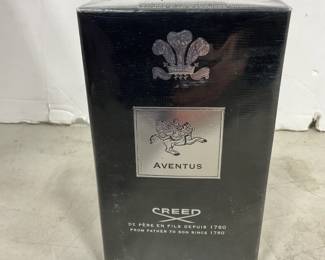 AVENTUS
CREED
DE PÈRE EN FILS DEPUIS 1760
FROM FATHER TO SON SINCE 1760